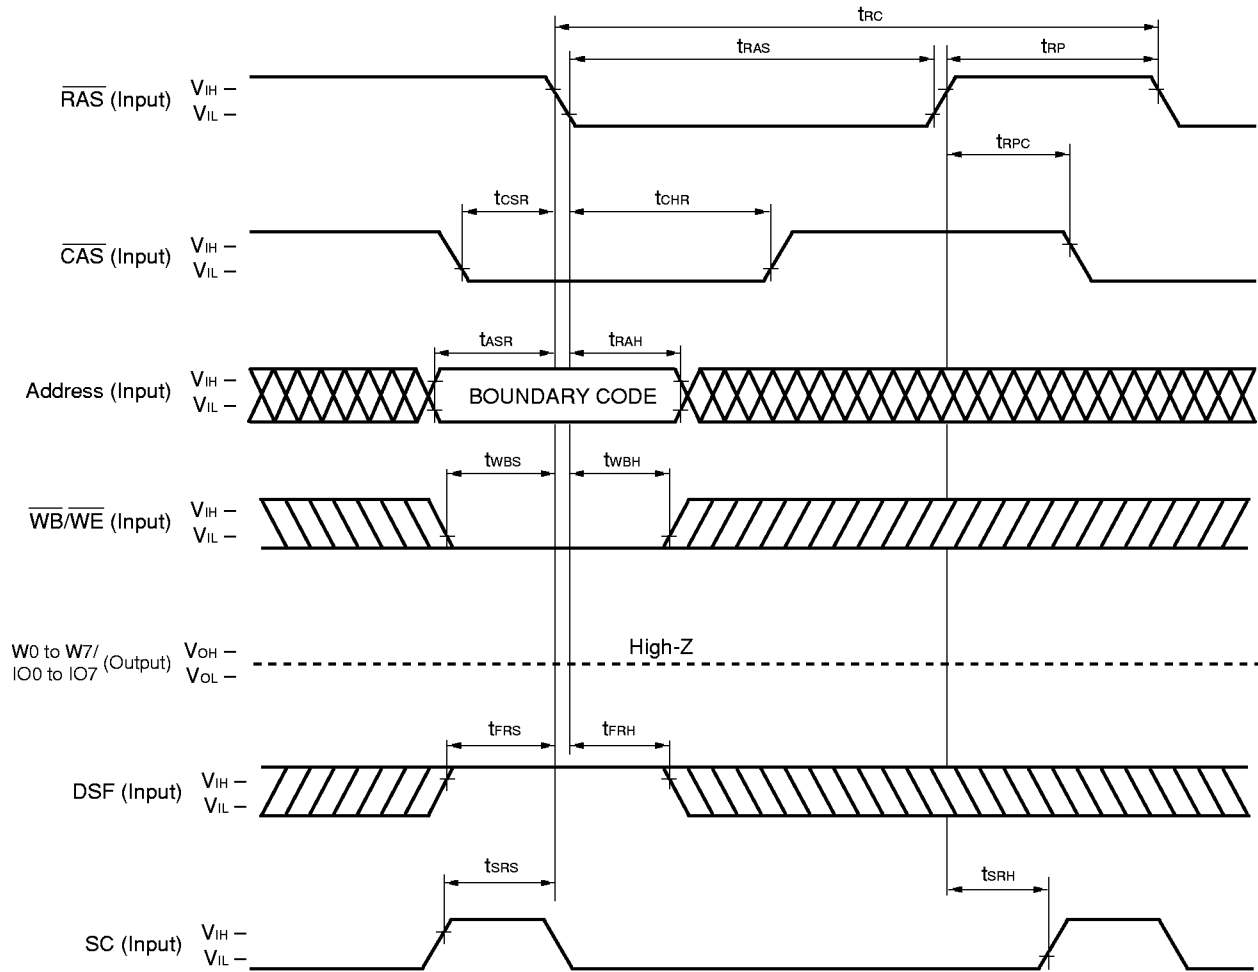 tRC
tRAS
tRP
RAS (Input)
VIH
VIL
tRPC
tCSR
tCHR
CAS (Input)
VIH
VIL
tASR
tRAH
Address (Input)
VIH
VIL
BOUNDARY CODE
tWBS
tWBH
WB/WE (Input)
VIH
VIL
W0 to W7/
IO0 to IO7
(Output)
VOH
VOL
High-Z
tFRS
tFRH
DSF (Input)
VIH
VIL
tSRS
tSRH
SC (Input)
VIH
VIL